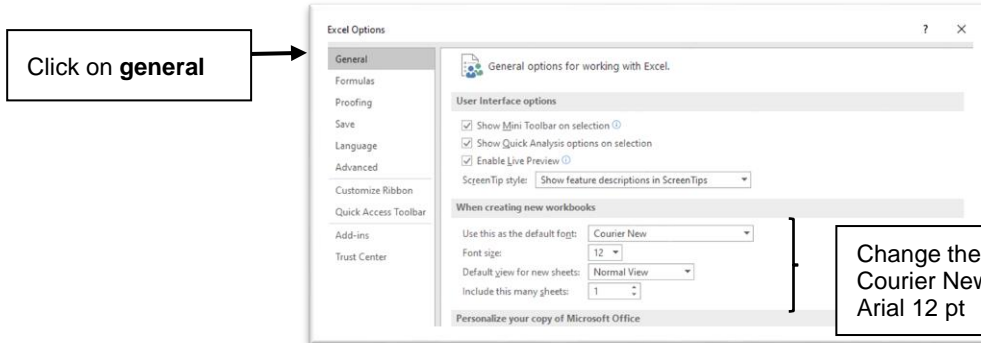 Click on general
Excel Options
? ×
General
Formulas
Proofing
Save
Language
Advanced
Customize Ribbon
Quick Access Toolbar
Add-ins
Trust Center
General options for working with Excel.
User Interface options
Show Mini Toolbar on selection
Show Quick Analysis options on selection
Enable Live Preview
ScreenTip style: Show feature descriptions in ScreenTips
When creating new workbooks
Use this as the default font: Courier New
Font size: 12
Default view for new sheets: Normal View
Include this many sheets: 1
Personalize your copy of Microsoft Office
Change the
Courier New
Arial 12 pt